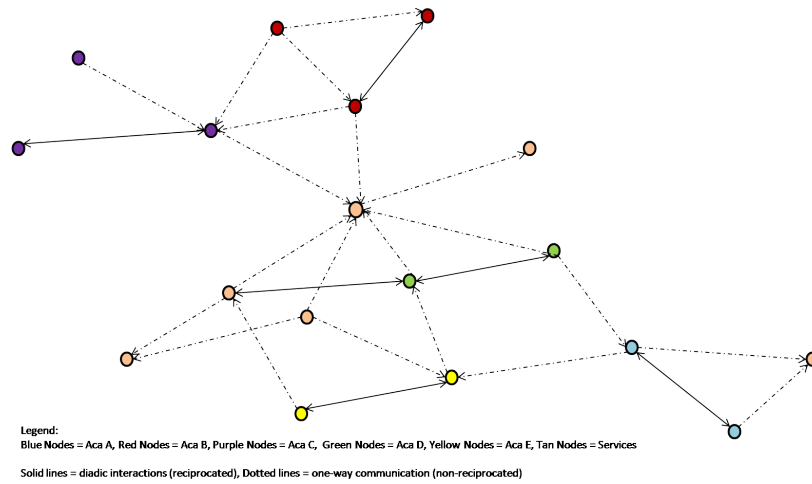 Legend:
Blue Nodes = Aca A, Red Nodes = Aca B, Purple Nodes = Aca C, Green Nodes = Aca D, Yellow Nodes = Aca E, Tan Nodes = Services
Solid lines = diadic interactions (reciprocated), Dotted lines = one-way communication (non-reciprocated)